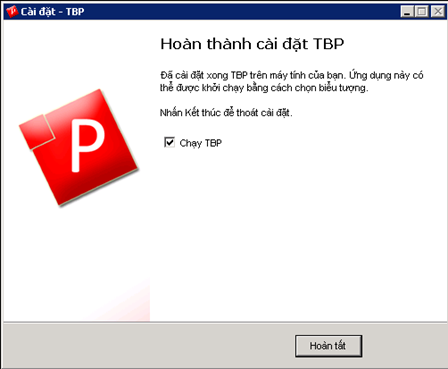 Cài đặt - TBP
Hoàn thành cài đặt TBP
Đã cài đặt xong TBP trên máy tính của bạn. Ứng dụng này có
thể được khởi chạy bằng cách chọn biểu tượng.
Nhấn Kết thúc để thoát cài đặt.
Chạy TBP
P
Hoàn tất